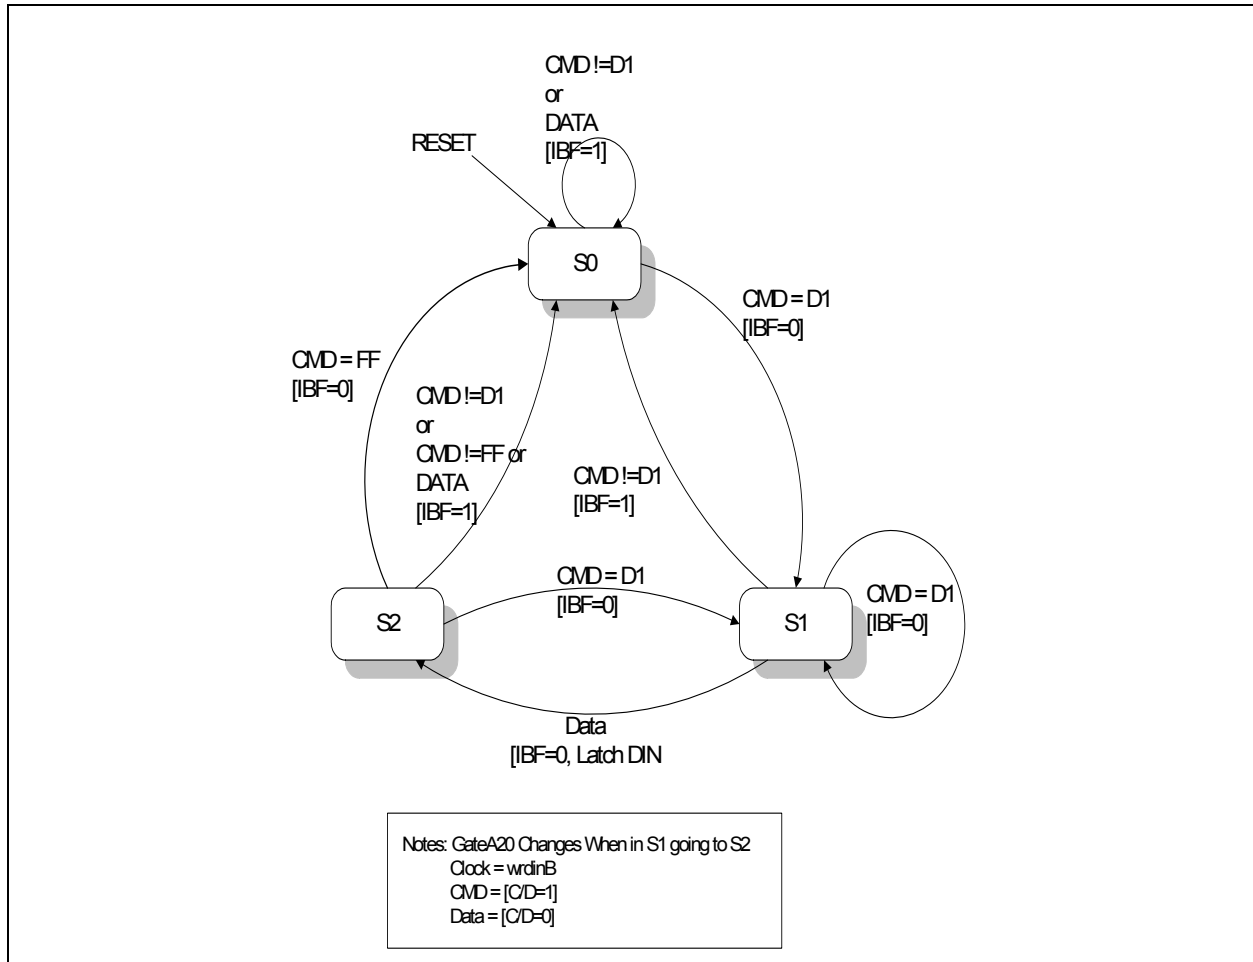 CMD !=D1
or
DATA
[IBF=1]
RESET
S0
CMD = D1
[IBF=0]
CMD = FF
[IBF=0]
CMD !=D1
or
CMD !=FF or
DATA
[IBF=1]
CMD !=D1
[IBF=1]
CMD = D1
[IBF=0]
CMD = D1
[IBF=0]
S2
S1
Data
[IBF=0, Latch DIN
Notes: GateA20 Changes When in S1 going to S2
Clock = wrdinB
CMD = [C/D=1]
Data = [C/D=0]